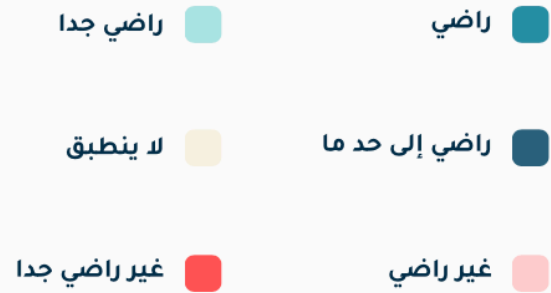 راضي
راضي جدا
راضي إلى حد ما
لا ينطبق
غير راضي
غير راضي جدا